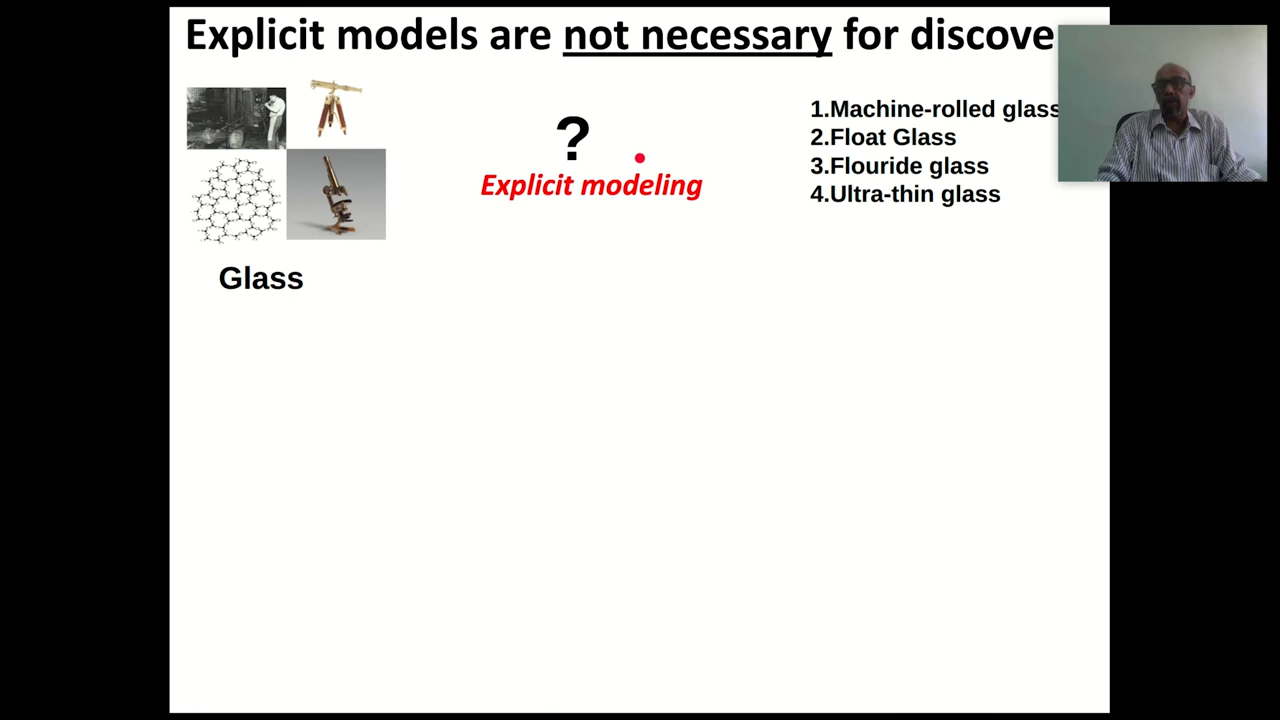 Explicit models are not necessary for discove
?
Explicit modeling
1.Machine-rolled glass
2.Float Glass
3.Flouride glass
4.Ultra-thin glass
Glass